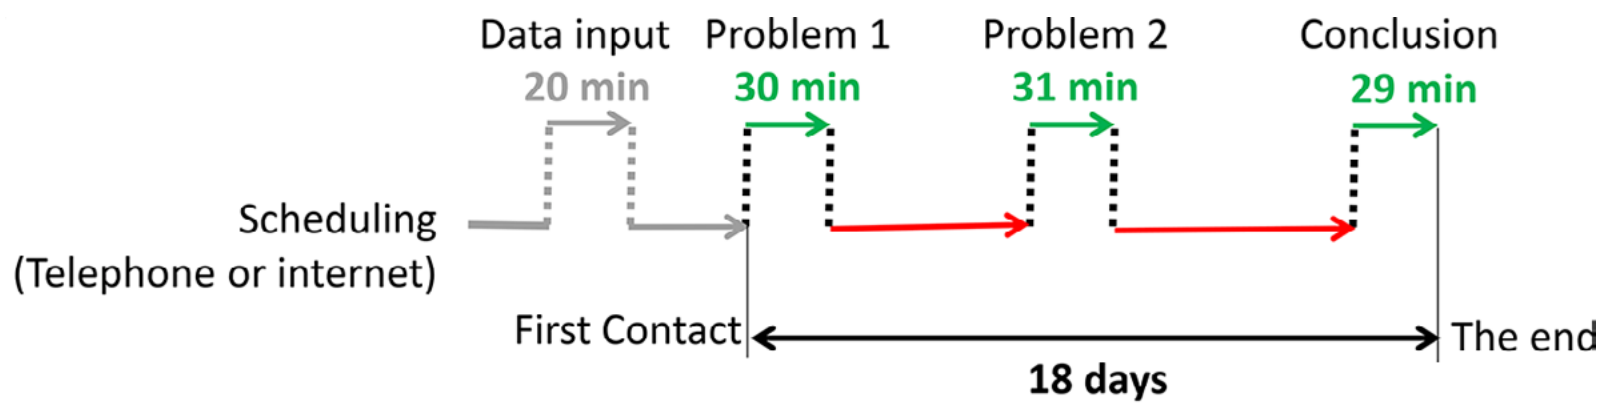 Data input Problem 1 Problem 2 Conclusion
20 min 30 min 31 min 29 min
Scheduling
(Telephone or internet)
First Contact The end
18 days